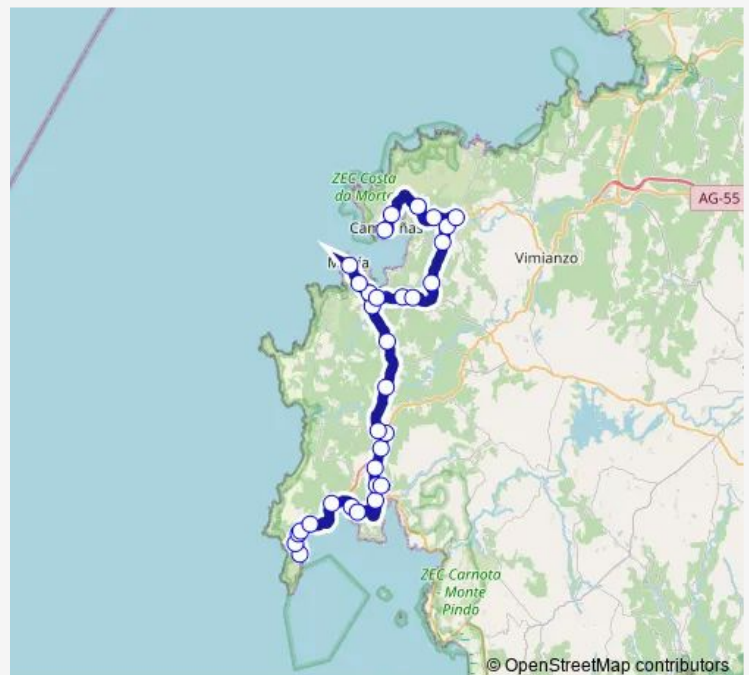 ZEC Costa
da Morte
AG-55
Vimianzo
ZEC Carnota
- Monte
Pindo
© OpenStreetMap contributors